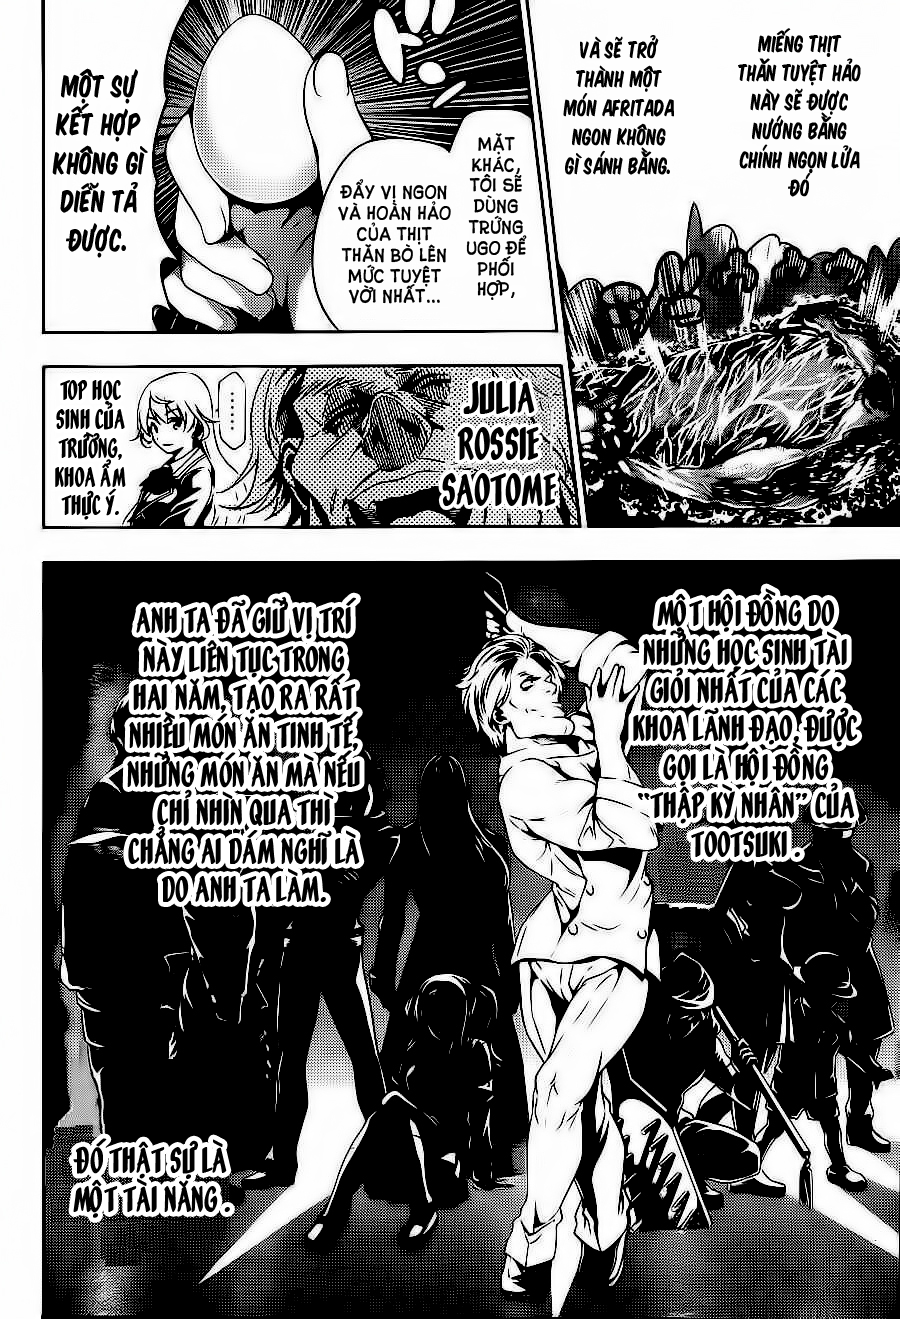 MIẾNG THỊT
THĂN TUYỆT HẢO
NÀY SẼ ĐƯỢC
NƯỚNG BẰNG
CHÍNH NGỌN LỬA
ĐÓ
VÀ SẼ TRỞ
THÀNH MỘT
MÓN AFRITADA
NGON KHÔNG
GÌ SÁNH BẰNG.
MẶT
KHÁC,
TÔI SẼ
DÙNG
TRỨNG
UGO ĐỂ
PHỐI
HỢP,
ĐẨY VỊ NGON
VÀ HOÀN HẢO
CỦA THỊT
THĂN BÒ LÊN
MỨC TUYỆT
VỜI NHẤT...
MỘT SỰ
KẾT HỢP
KHÔNG GÌ
DIỄN TẢ
ĐƯỢC.
JULIA
ROSSIE
SAOTOME
......
TOP HỌC
SINH CỦA
TRƯỜNG,
KHOA ẨM
THỰC Ý.
MỘT HỘI ĐỒNG DO
NHỮNG HỌC SINH TÀI
GIỎI NHẤT CỦA CÁC
KHOA LÃNH ĐẠO, ĐƯỢC
GỌI LÀ HỘI ĐỒNG
"THẬP KỲ NHÂN" CỦA
TOOTSUKI .
ANH TA ĐÃ GIỮ VỊ TRÍ
NÀY LIÊN TỤC TRONG
HAI NĂM, TẠO RA RẤT
NHIỀU MÓN ĂN TINH TẾ,
NHỮNG MÓN ĂN MÀ NẾU
CHỈ NHÌN QUA THÌ
CHẲNG AI DÁM NGHĨ LÀ
DO ANH TA LÀM.
ĐÓ THẬT SỰ LÀ
MỘT TÀI NĂNG .